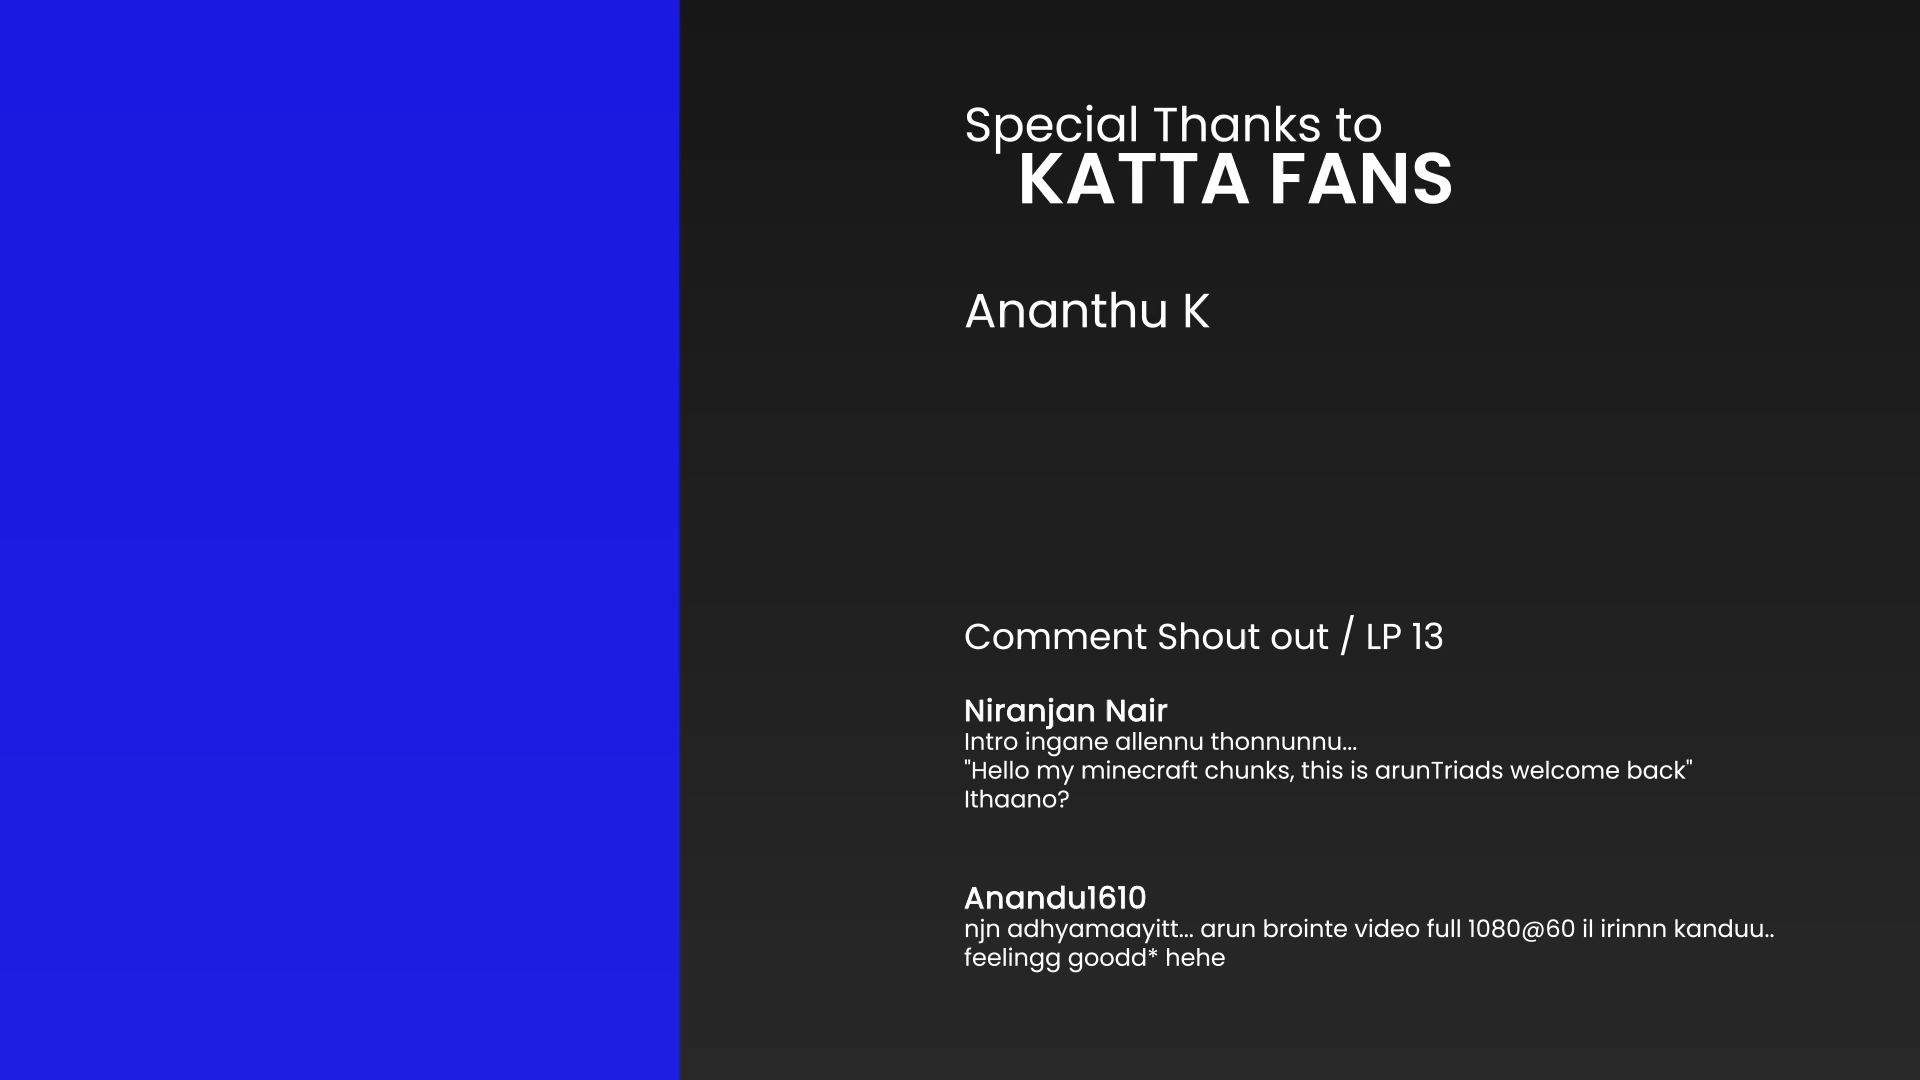 Special Thanks to
KATTA FANS
Ananthu K
Comment Shout out / LP 13
Niranjan Nair
Intro ingane allennu thonnunnu...
"Hello my minecraft chunks, this is arunTriads welcome back"
Ithaano?
Anandu1610
njn adhyamaayitt... arun brointe video full 1080@60 il irinnn kanduu..
feelingg goodd* hehe